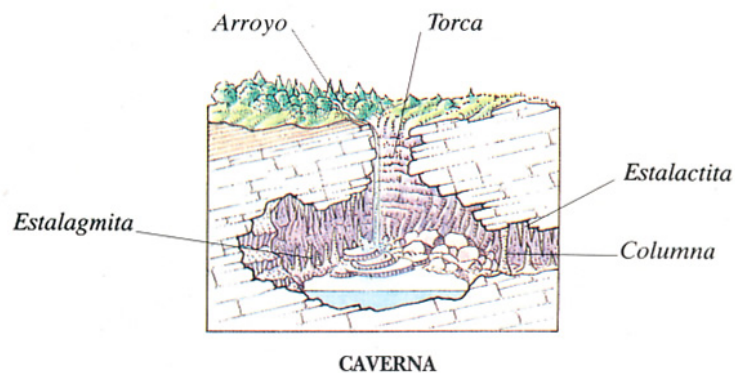 Arroyo
Torca
Estalactita
Estalagmita
Columna
CAVERNA